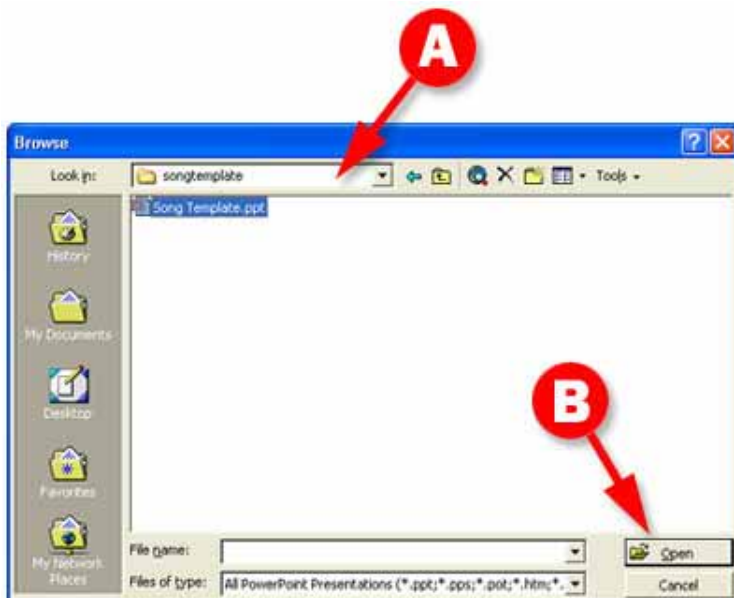 A
Browse
Look in: songtemplate Tools
Song Template.ppt
History
My Documents
Desktop
Favorites
My Network
Places
B
File name: Open
Files of type: All PowerPoint Presentations (*.ppt;*.pps;*.pot;*.htm;*. Cancel